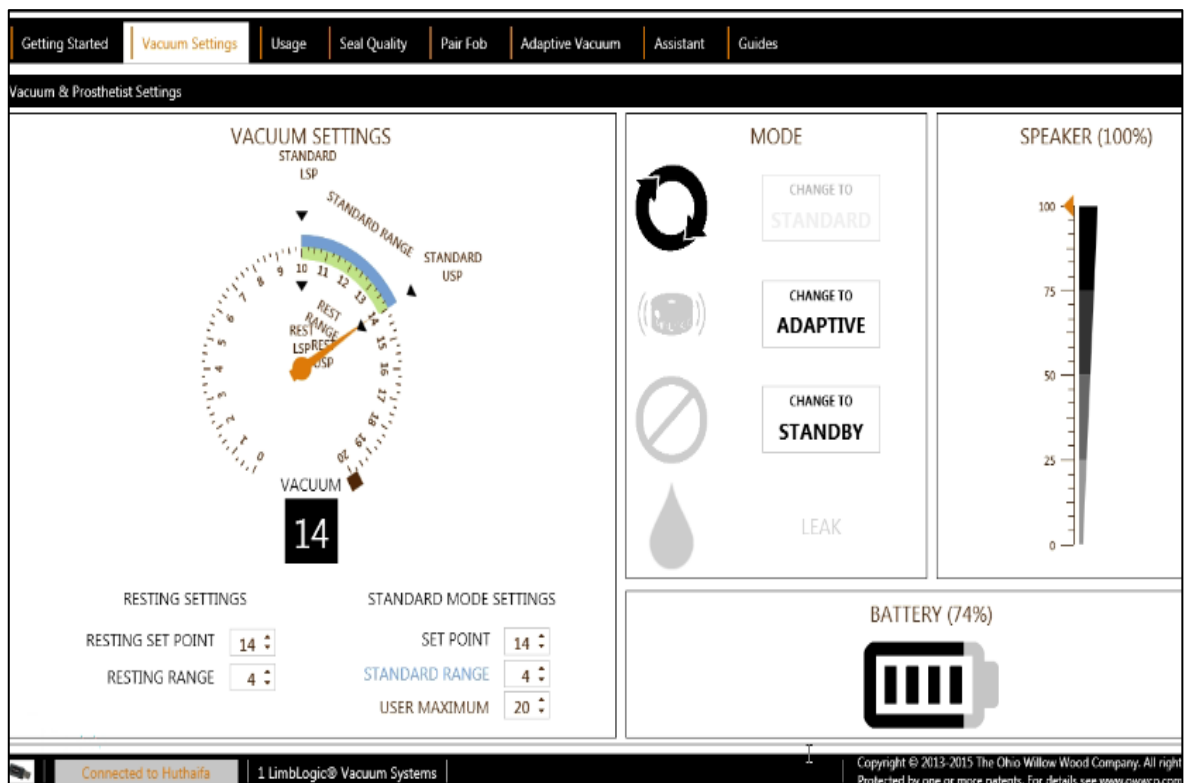 Getting Started Vacuum Settings Usage Seal Quality Pair Fob Adaptive Vacuum Assistant Guides
Vacuum & Prosthetist Settings
VACUUM SETTINGS
STANDARD
LSP
STANDARD RANGE
STANDARD
USP
0 1 2 3 4 5 6 7 8 9 10 11 12 13 14 15 16 17 18 19 20
REST
RANGE
REST
LSP
REST
USP
VACUUM
14
RESTING SETTINGS
RESTING SET POINT 14
RESTING RANGE 4
STANDARD MODE SETTINGS
SET POINT 14
STANDARD RANGE 4
USER MAXIMUM 20
MODE
CHANGE TO
STANDARD
CHANGE TO
ADAPTIVE
CHANGE TO
STANDBY
LEAK
SPEAKER (100%)
100
75
50
25
0
BATTERY (74%)
Connected to Huthaifa 1 LimbLogic® Vacuum Systems
Copyright © 2013-2015 The Ohio Willow Wood Company. All right
Protected by one or more patents. For details see www.owwco.com